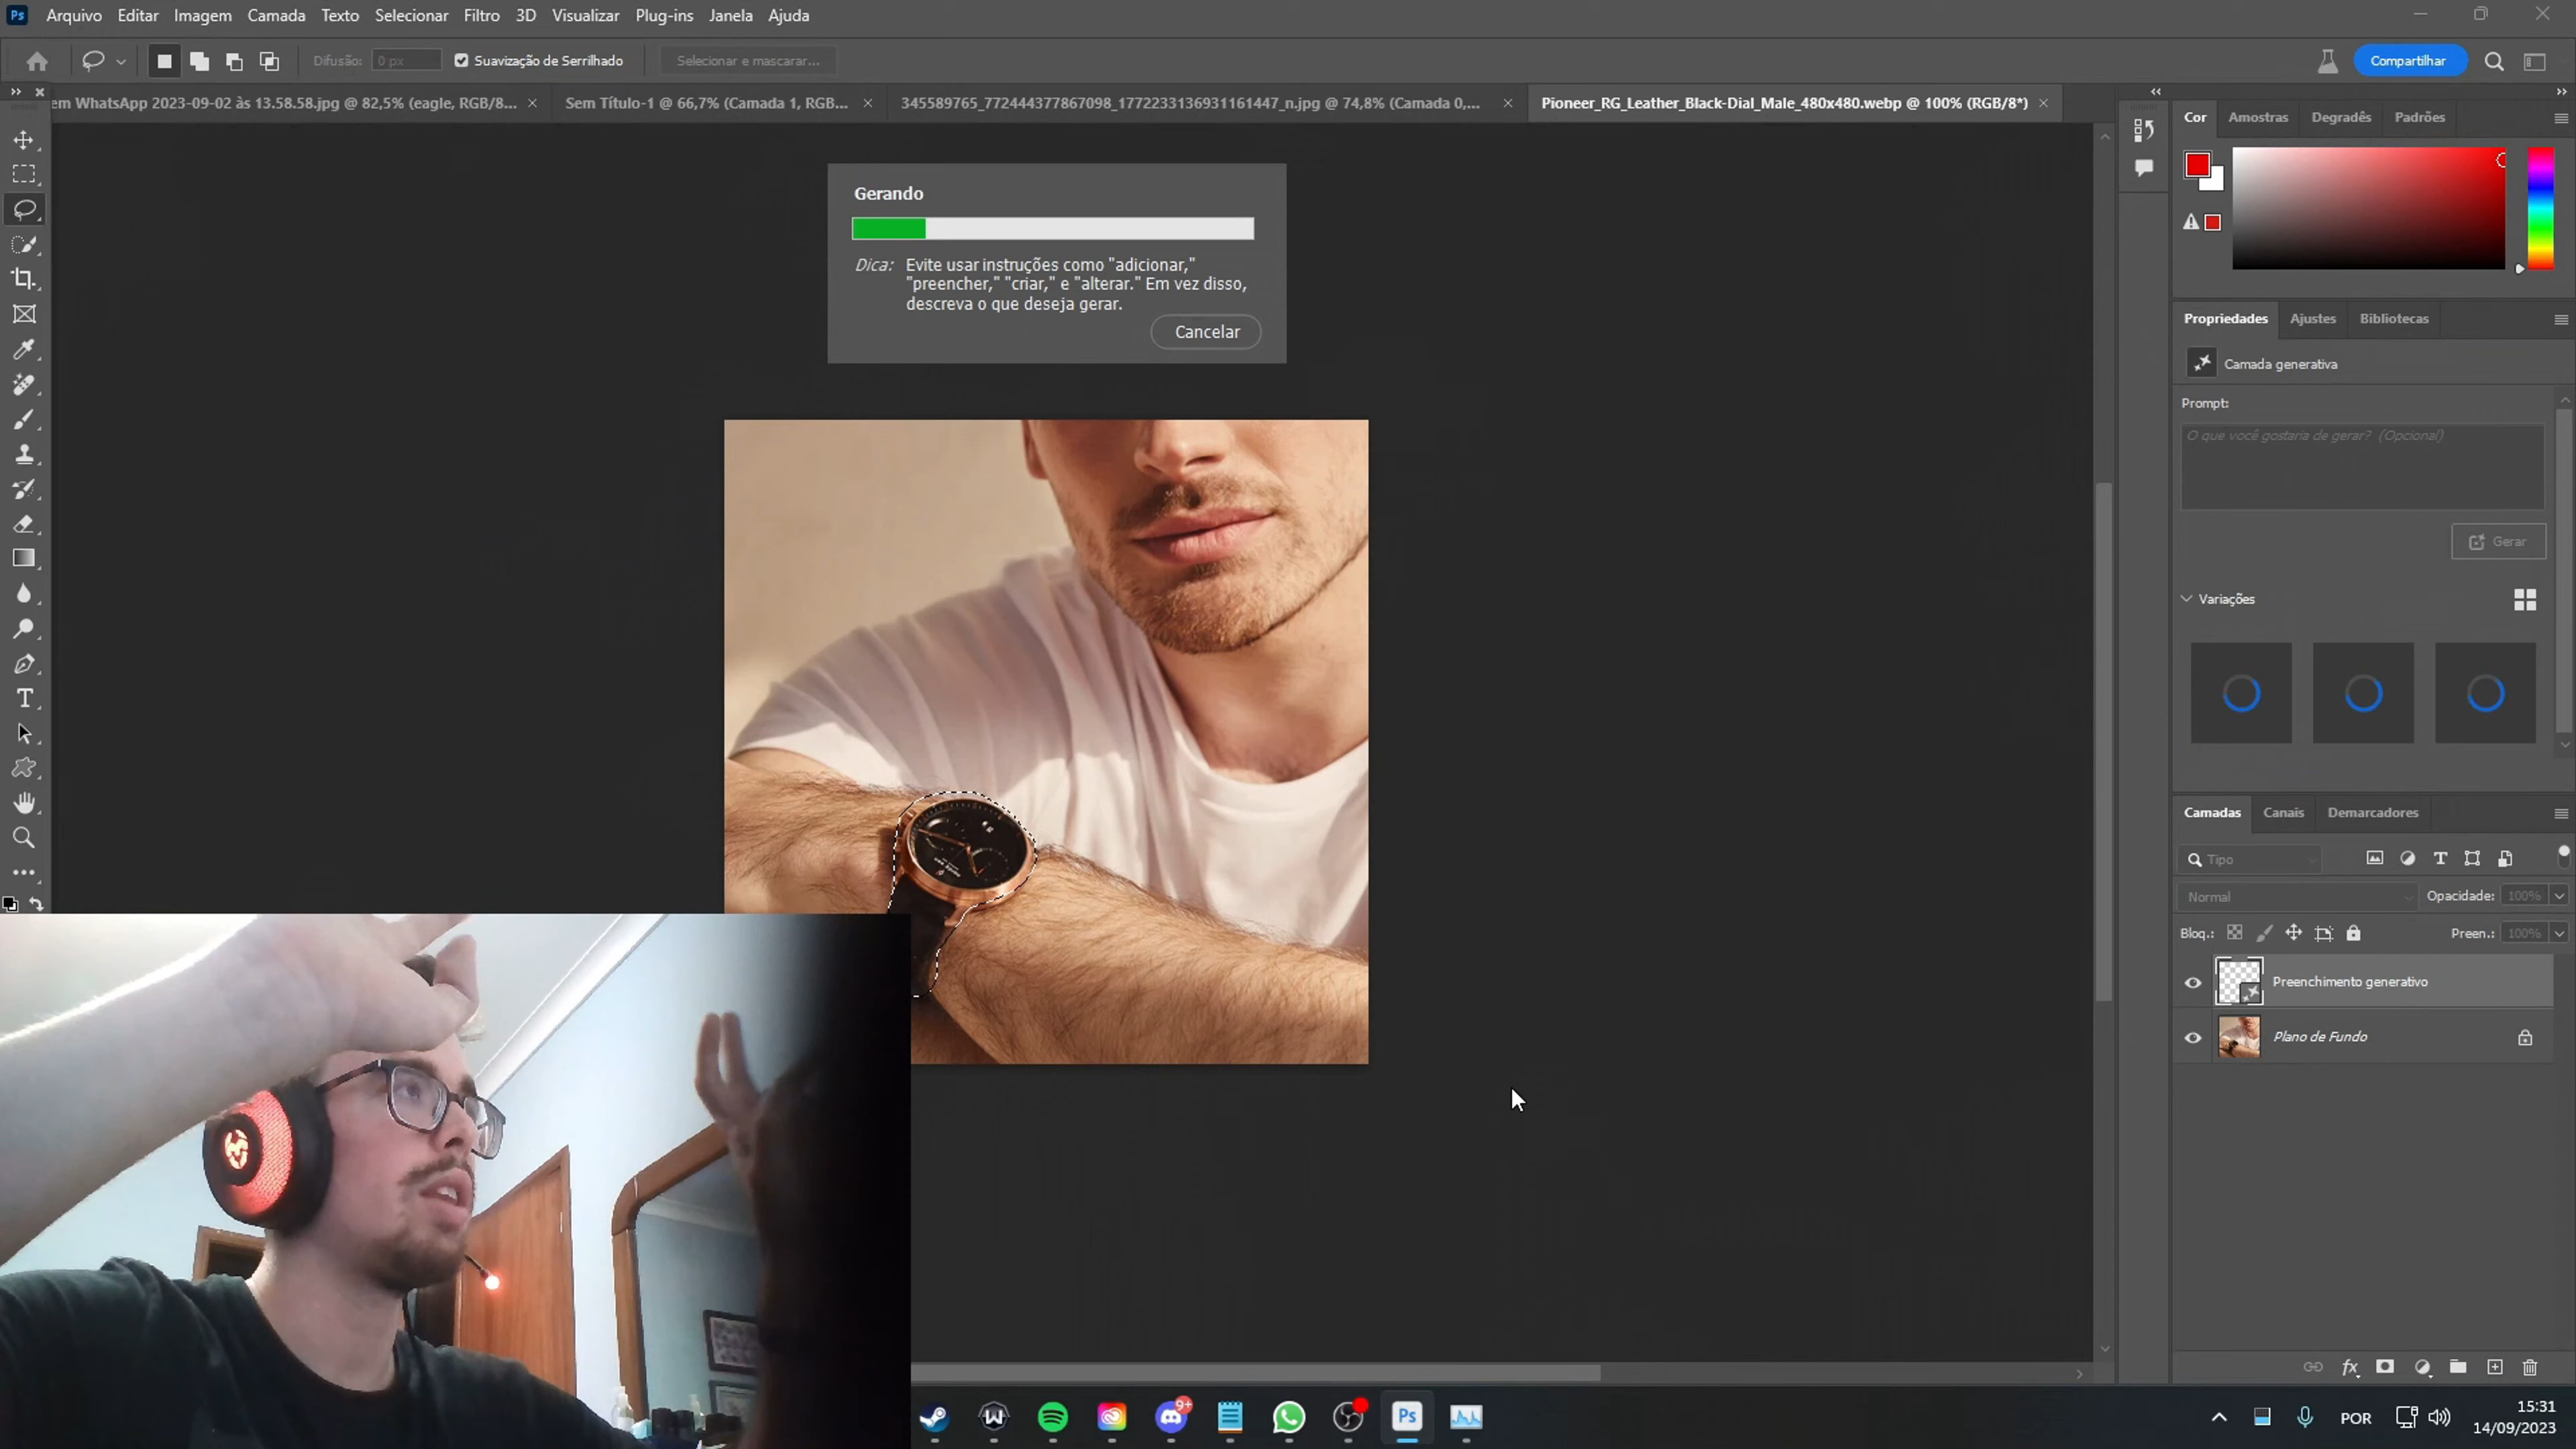 Ps Arquivo Editar Imagem Camada Texto Selecionar Filtro 3D Visualizar Plug-ins Janela Ajuda
Difusão: 0 px Suavização de Serrilhado Selecionar e mascarar... Compartilhar
em WhatsApp 2023-09-02 às 13.58.58.jpg @ 82,5% (eagle, RGB/8... Sem Título-1 @ 66,7% (Camada 1, RGB... 345589765_772444377867098_1772233136931161447_n.jpg @ 74,8% (Camada 0,... Pioneer_RG_Leather_Black-Dial_Male_480x480.webp @ 100% (RGB/8*)
Cor Amostras Degradês Padrões
Gerando
Dica: Evite usar instruções como "adicionar,"
"preencher," "criar," e "alterar." Em vez disso,
descreva o que deseja gerar.
Cancelar
Propriedades Ajustes Bibliotecas
Camada generativa
Prompt:
O que você gostaria de gerar? (Opcional)
Gerar
Variações
Camadas Canais Demarcadores
Tipo
Normal Opacidade: 100%
Bloq.: Preen.: 100%
Preenchimento generativo
Plano de Fundo
fx
9+
Ps
POR
15:31
14/09/2023